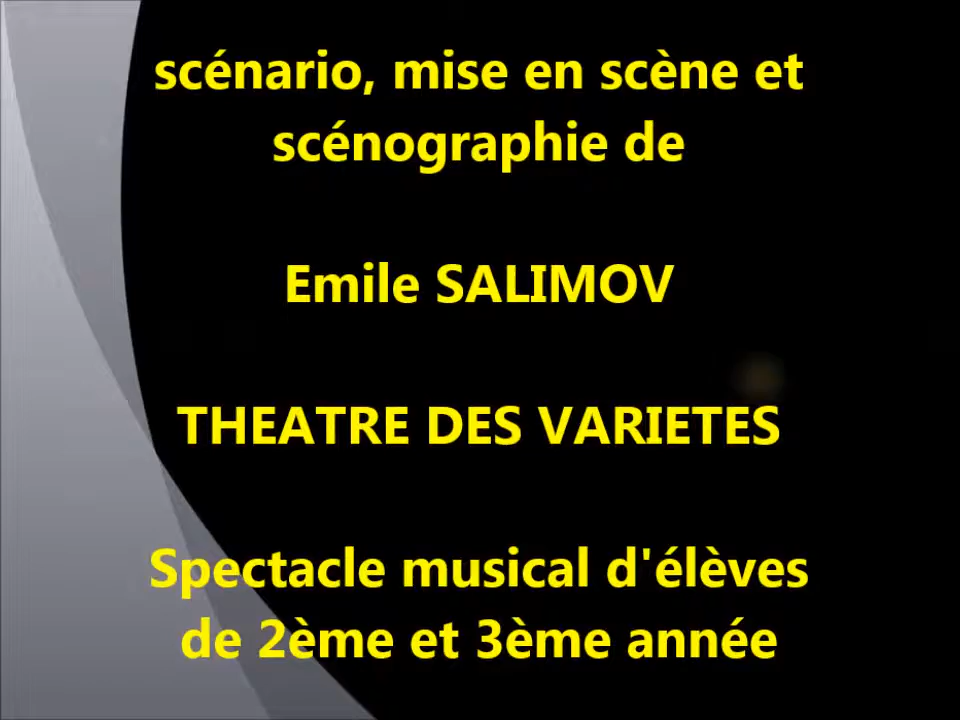 scénario, mise en scène et
scénographie de
Emile SALIMOV
THEATRE DES VARIETES
Spectacle musical d'élèves
de 2ème et 3ème année